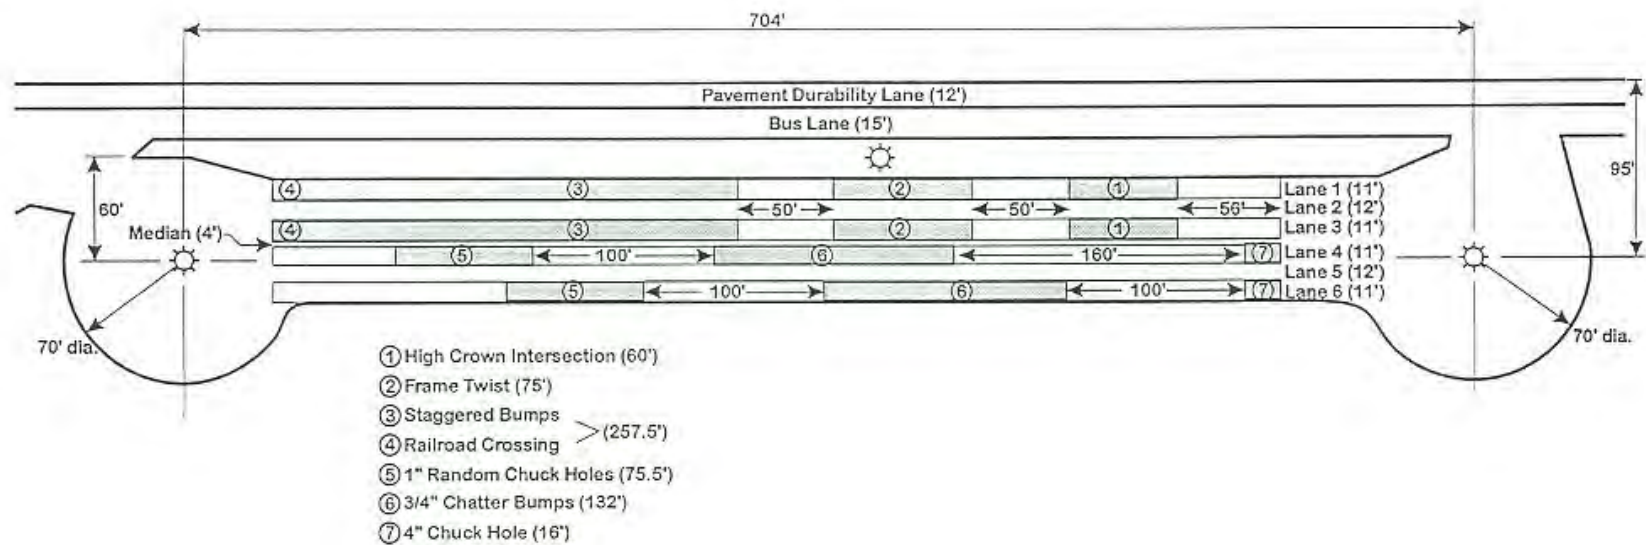 704'
Pavement Durability Lane (12')
Bus Lane (15')
95'
60'
④ ③ ② ① Lane 1 (11')
50' 50' 56' Lane 2 (12')
Median (4') ④ ③ ② ① Lane 3 (11')
⑤ 100' ⑥ 160' ⑦ Lane 4 (11')
Lane 5 (12')
⑤ 100' ⑥ 100' ⑦ Lane 6 (11')
70' dia.
70' dia.
① High Crown Intersection (60')
② Frame Twist (75')
③ Staggered Bumps
(257.5')
④ Railroad Crossing
⑤ 1" Random Chuck Holes (75.5')
⑥ 3/4" Chatter Bumps (132')
⑦ 4" Chuck Hole (16')